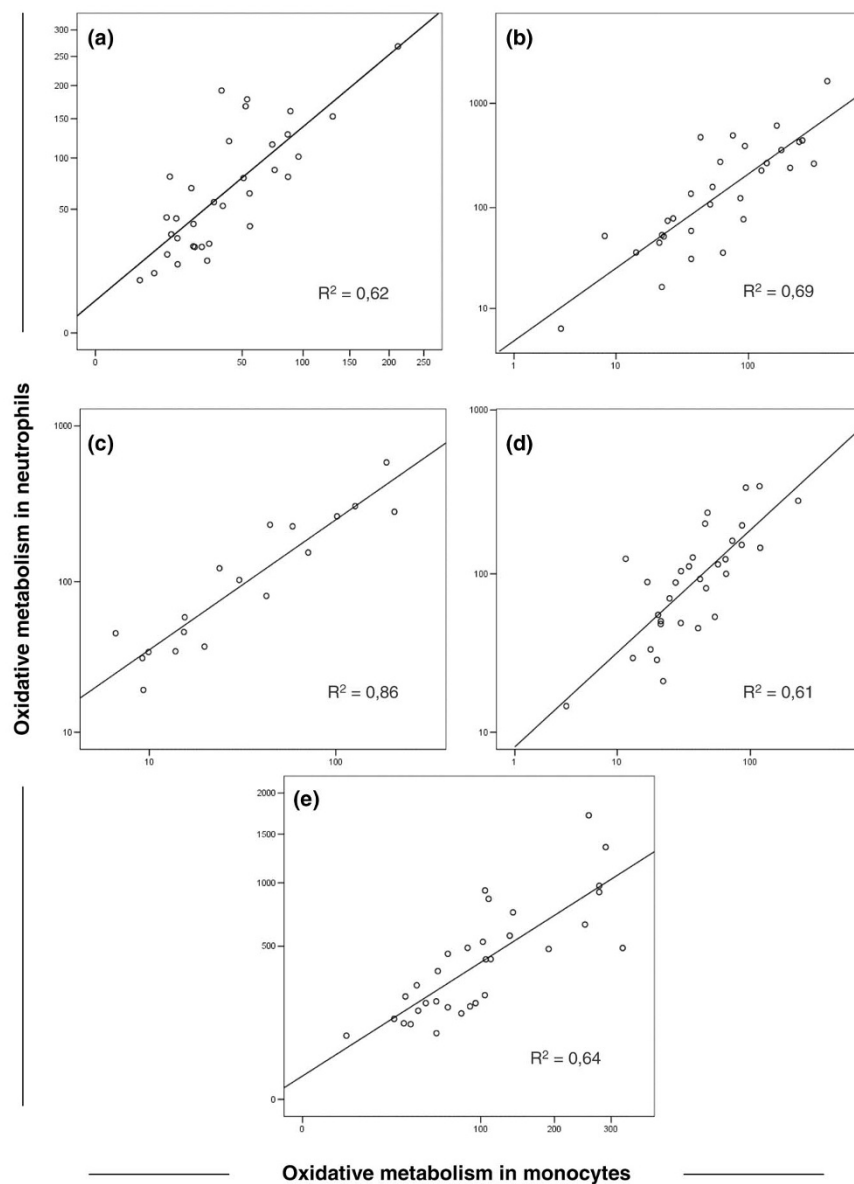 (a)
300
250
200
150
100
50
0
R² = 0,62
0 50 100 150 200 250
(b)
1000
100
10
R² = 0,69
1 10 100
Oxidative metabolism in neutrophils
(c)
1000
100
10
R² = 0,86
10 100
(d)
1000
100
10
R² = 0,61
1 10 100
(e)
2000
1500
1000
500
0
R² = 0,64
0 100 200 300
Oxidative metabolism in monocytes